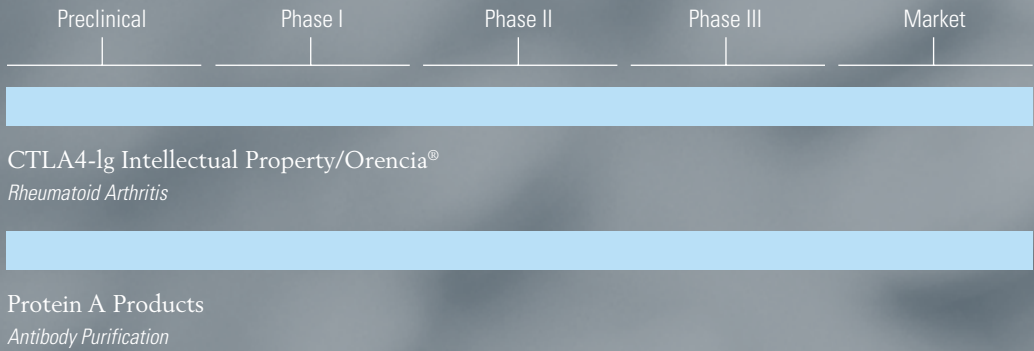 Preclinical Phase I Phase II Phase III Market
CTLA4-lg Intellectual Property/Orencia®
Rheumatoid Arthritis
Protein A Products
Antibody Purification